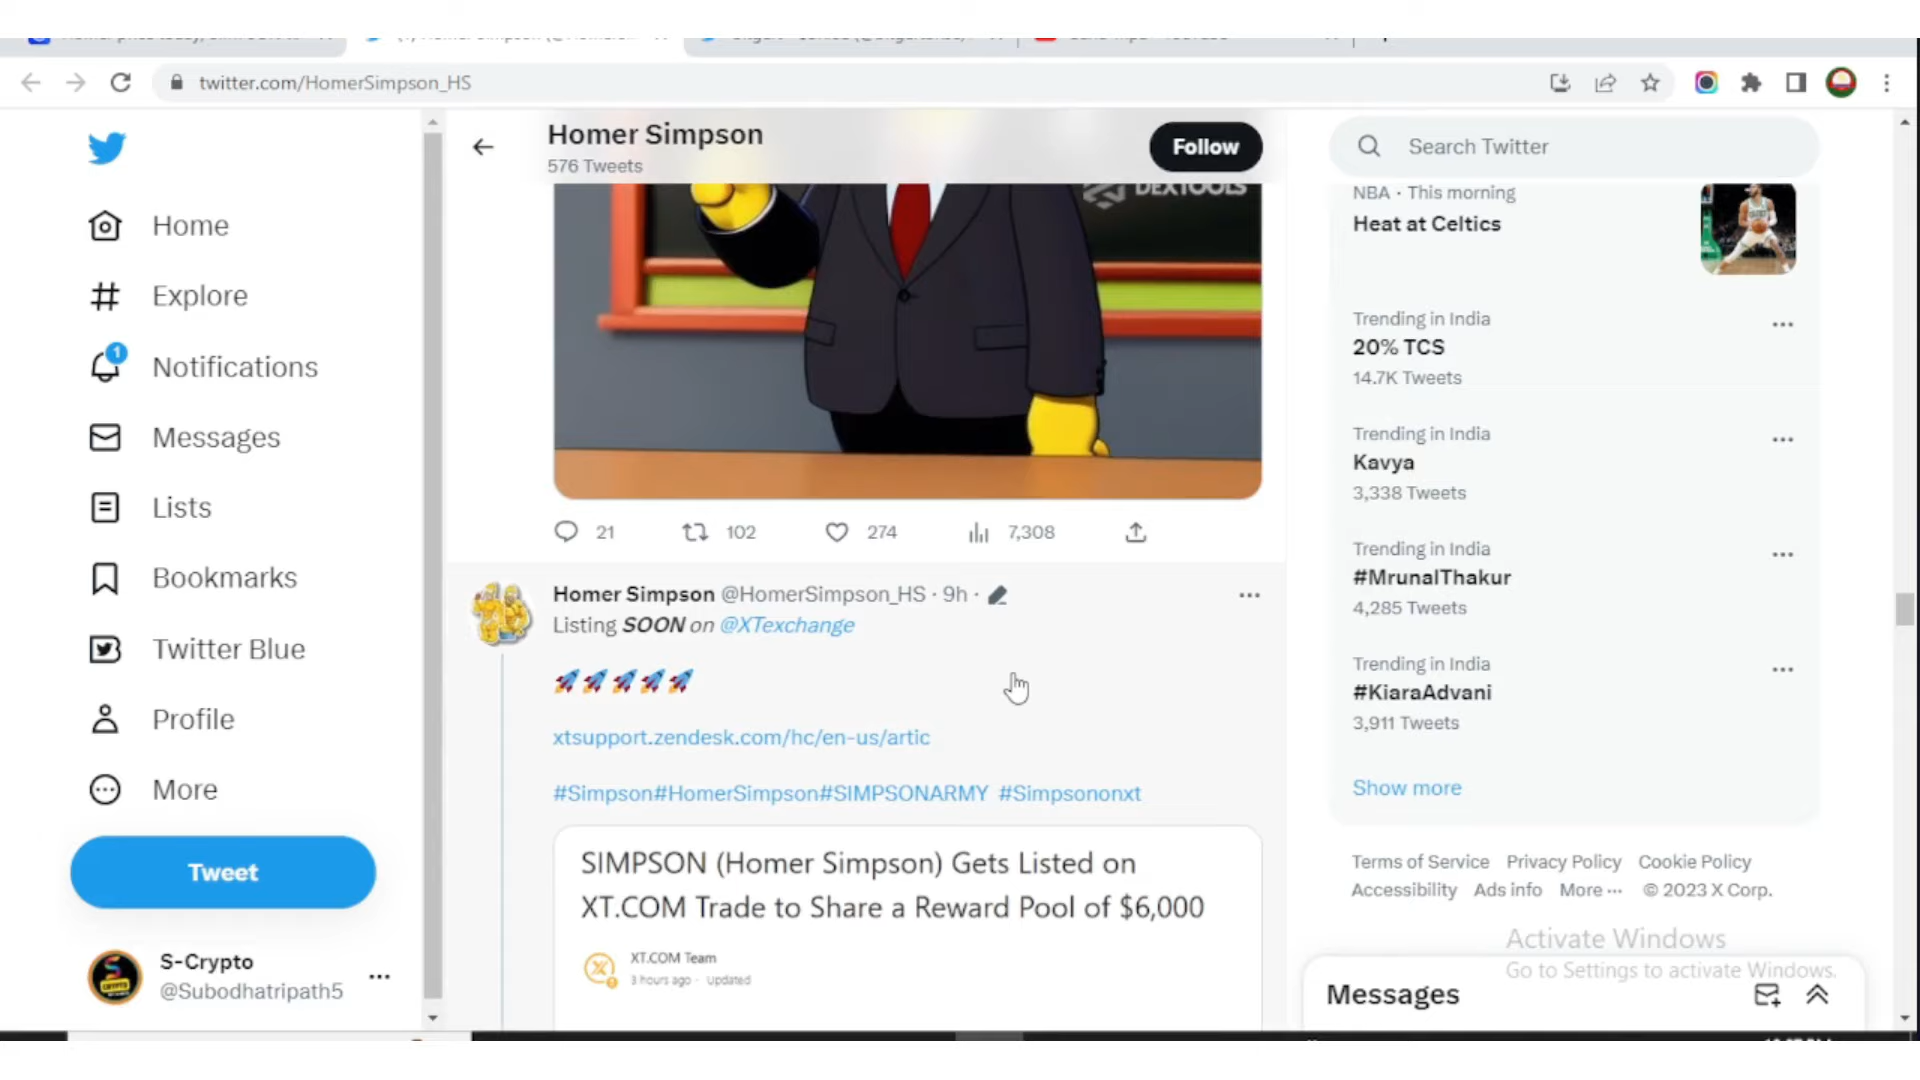 twitter.com/HomerSimpson_HS
Homer Simpson
576 Tweets
Follow
Search Twitter
Home
Explore
1
Notifications
Messages
Lists
Bookmarks
Twitter Blue
Profile
More
Tweet
S-Crypto
@Subodhatripath5
DEXTOOLS
21 102 274 7,308
Homer Simpson @HomerSimpson_HS · 9h ·
Listing SOON on @XTexchange
🚀🚀🚀🚀🚀
xtsupport.zendesk.com/hc/en-us/artic
#Simpson#HomerSimpson#SIMPSONARMY #Simpsononxt
SIMPSON (Homer Simpson) Gets Listed on
XT.COM Trade to Share a Reward Pool of $6,000
XT.COM Team
3 hours ago · Updated
NBA · This morning
Heat at Celtics
Trending in India
20% TCS
14.7K Tweets
Trending in India
Kavya
3,338 Tweets
Trending in India
#MrunalThakur
4,285 Tweets
Trending in India
#KiaraAdvani
3,911 Tweets
Show more
Terms of Service Privacy Policy Cookie Policy
Accessibility Ads info More ··· © 2023 X Corp.
Activate Windows
Go to Settings to activate Windows.
Messages